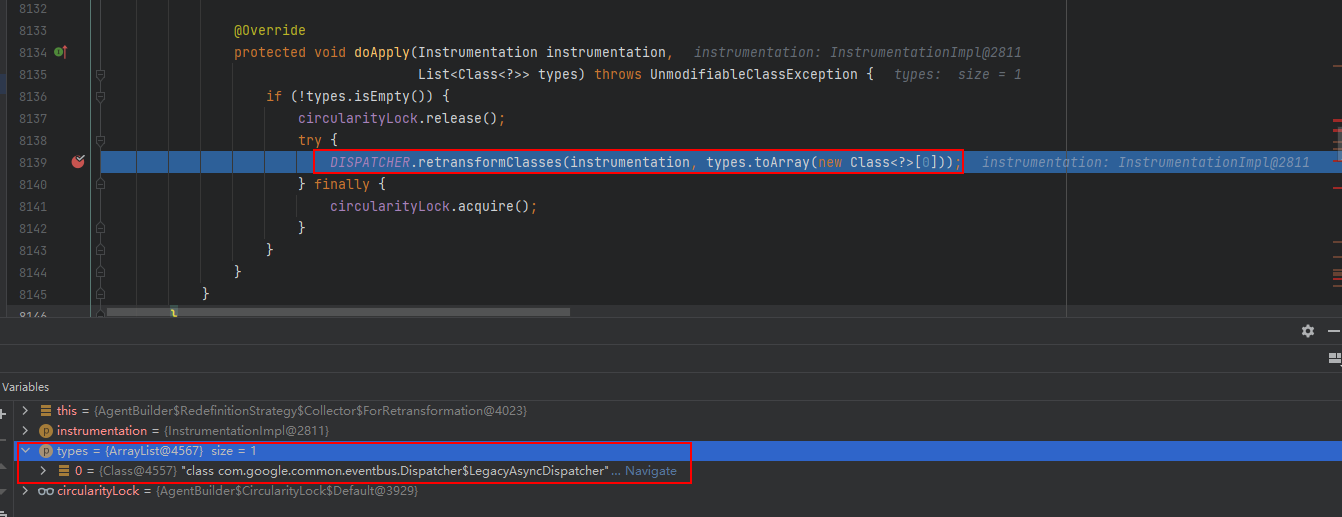 8132
8133 @Override
8134 protected void doApply(Instrumentation instrumentation, instrumentation: InstrumentationImpl@2811
8135 List<Class<?>> types) throws UnmodifiableClassException { types: size = 1
8136 if (!types.isEmpty()) {
8137 circularityLock.release();
8138 try {
8139 DISPATCHER.retransformClasses(instrumentation, types.toArray(new Class<?>[0])); instrumentation: InstrumentationImpl@2811
8140 } finally {
8141 circularityLock.acquire();
8142 }
8143 }
8144 }
8145 }
8146 }
Variables
this = {AgentBuilder$RedefinitionStrategy$Collector$ForRetransformation@4023}
instrumentation = {InstrumentationImpl@2811}
types = {ArrayList@4567} size = 1
0 = {Class@4557} "class com.google.common.eventbus.Dispatcher$LegacyAsyncDispatcher"... Navigate
circularityLock = {AgentBuilder$CircularityLock$Default@3929}